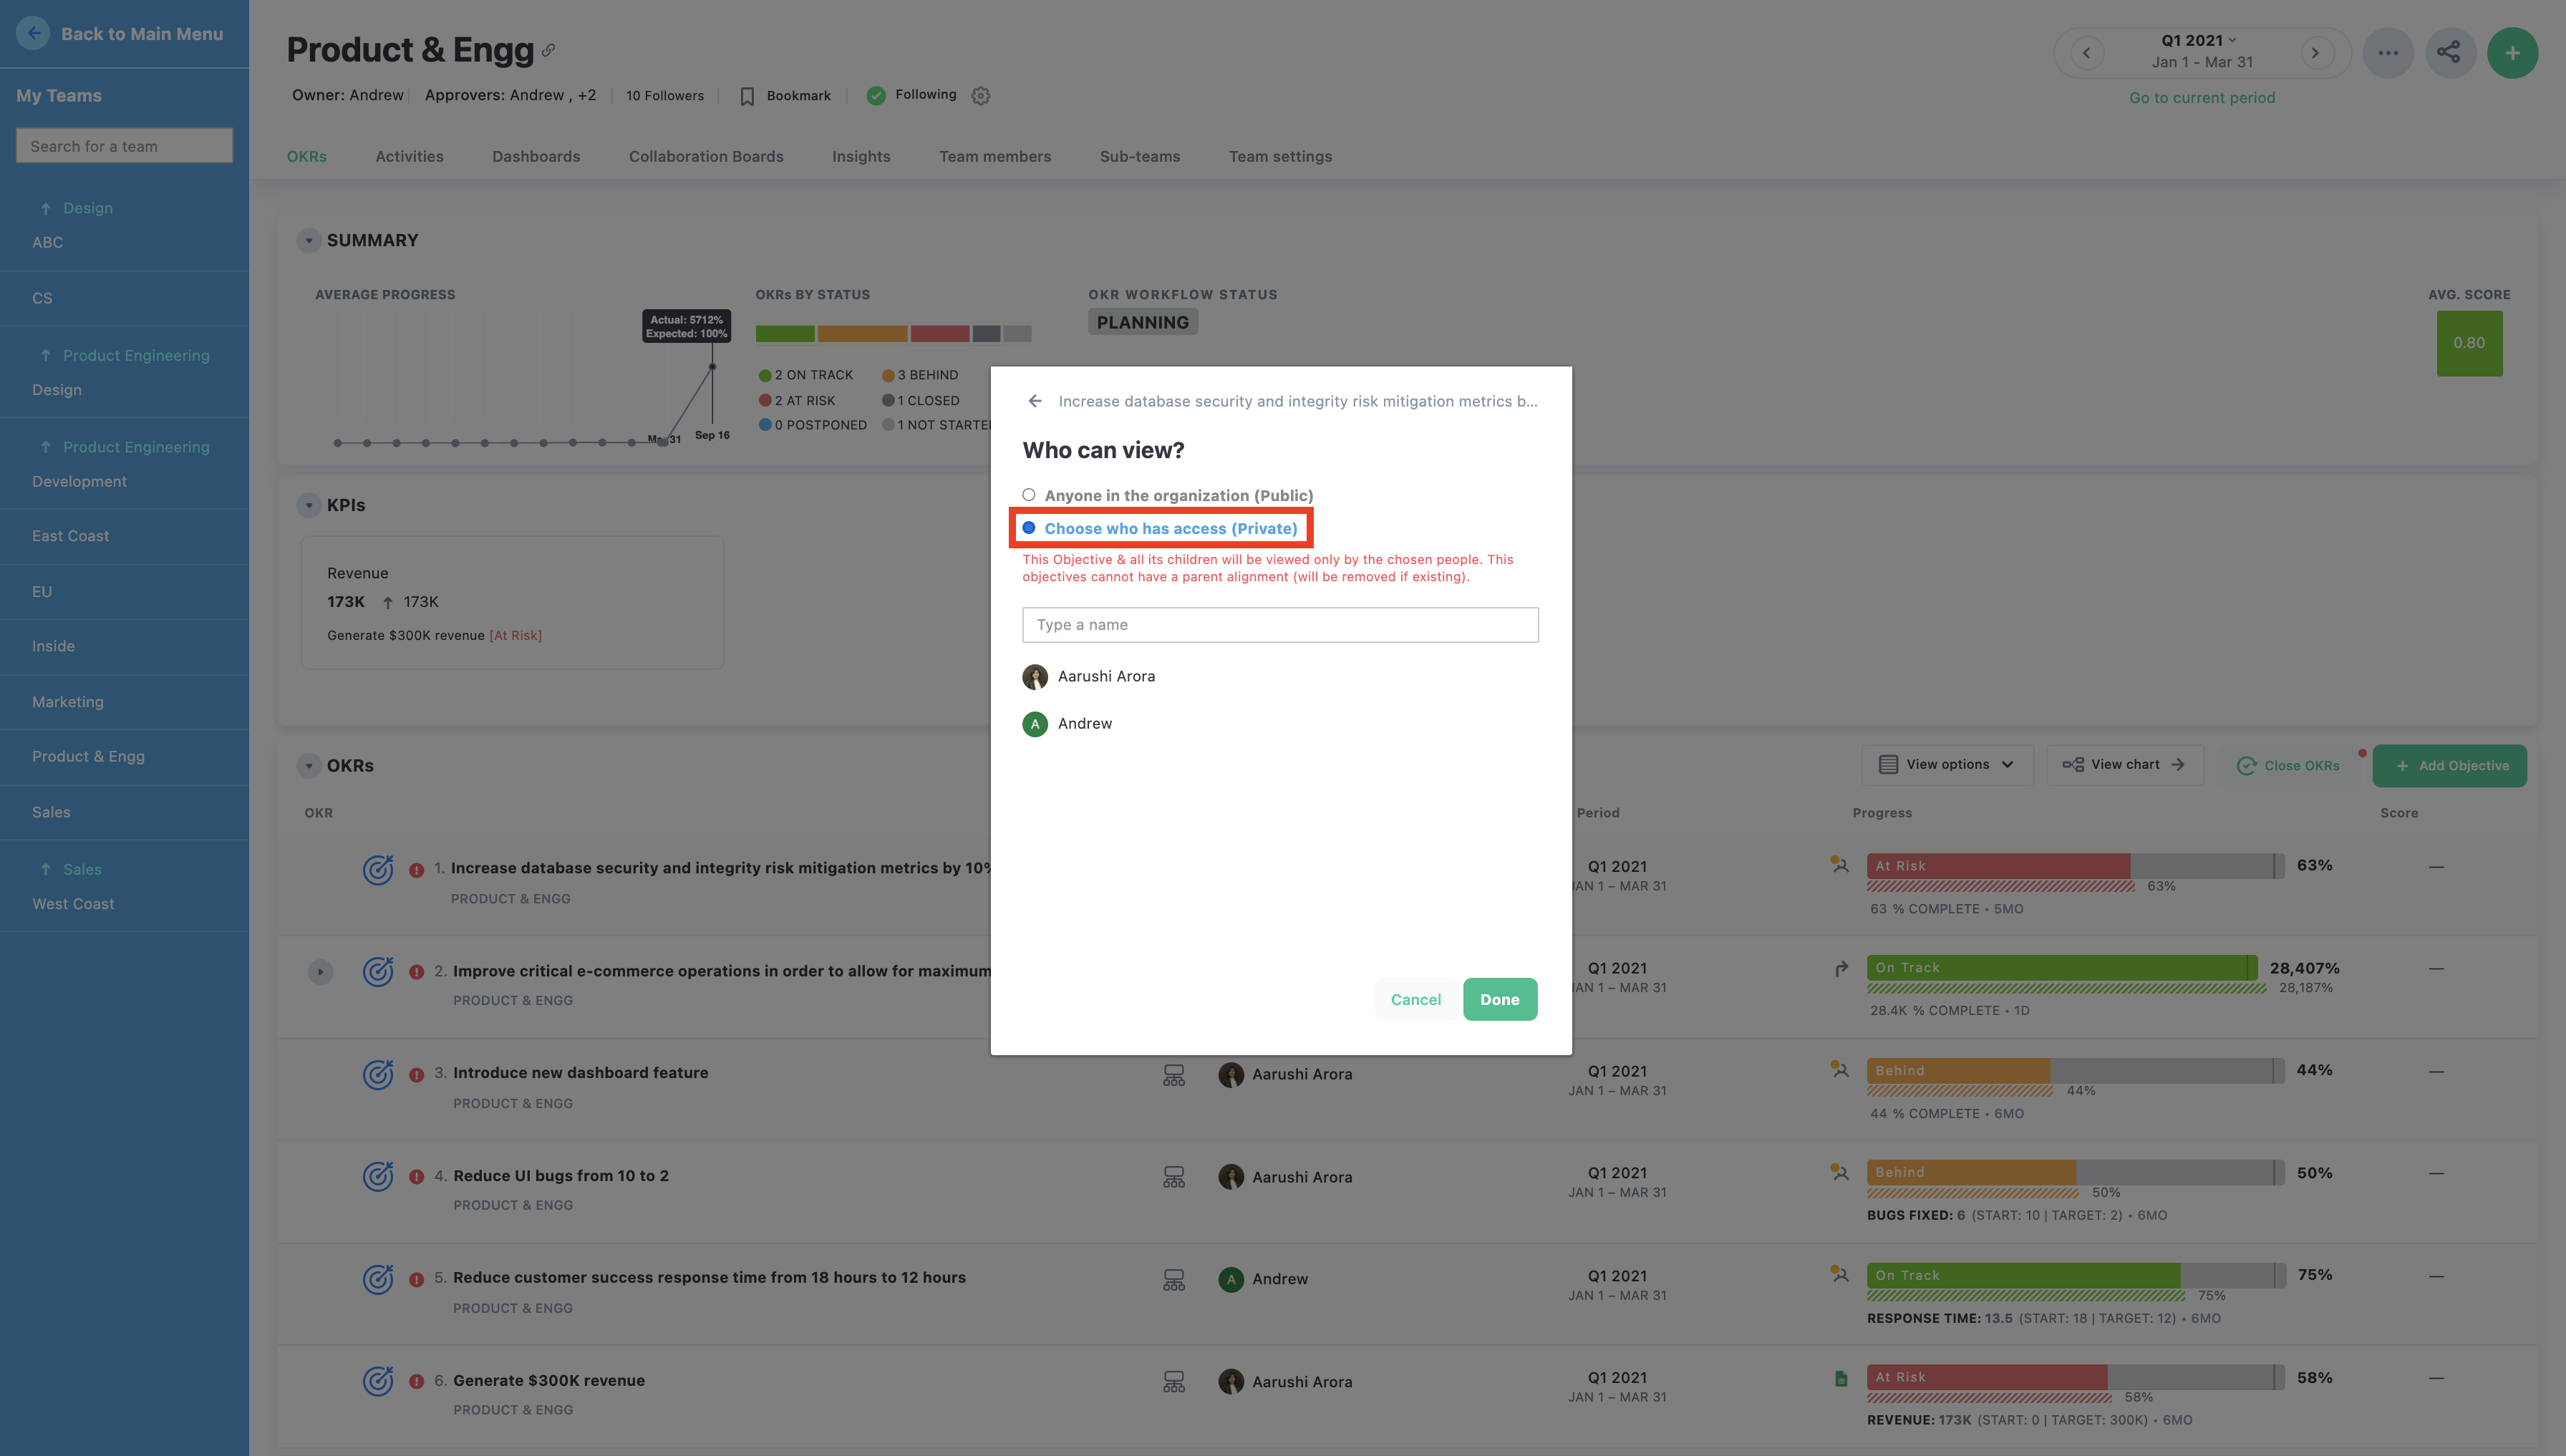 Back to Main Menu
My Teams
Search for a team
Design
ABC
CS
Product Engineering
Design
Product Engineering
Development
East Coast
EU
Inside
Marketing
Product & Engg
Sales
Sales
West Coast
Product & Engg
Owner: Andrew
Approvers: Andrew , +2
10 Followers
Bookmark
Following
Q1 2021
Jan 1 - Mar 31
Go to current period
OKRs
Activities
Dashboards
Collaboration Boards
Insights
Team members
Sub-teams
Team settings
SUMMARY
AVERAGE PROGRESS
Actual: 5712%
Expected: 100%
Sep 16
OKRs BY STATUS
2 ON TRACK
3 BEHIND
2 AT RISK
1 CLOSED
0 POSTPONED
1 NOT STARTE
OKR WORKFLOW STATUS
PLANNING
AVG. SCORE
0.80
KPIs
Revenue
173K ↑ 173K
Generate $300K revenue [At Risk]
Increase database security and integrity risk mitigation metrics b...
Who can view?
Anyone in the organization (Public)
Choose who has access (Private)
This Objective & all its children will be viewed only by the chosen people. This
objectives cannot have a parent alignment (will be removed if existing).
Type a name
Aarushi Arora
A Andrew
Cancel
Done
OKRs
View options
View chart
Close OKRs
+ Add Objective
OKR
Period
Progress
Score
1. Increase database security and integrity risk mitigation metrics by 10%
PRODUCT & ENGG
Q1 2021
JAN 1 – MAR 31
At Risk
63%
63%
63 % COMPLETE • 5MO
—
2. Improve critical e-commerce operations in order to allow for maximum
PRODUCT & ENGG
Q1 2021
JAN 1 – MAR 31
On Track
28,407%
28,187%
28.4K % COMPLETE • 1D
—
3. Introduce new dashboard feature
PRODUCT & ENGG
Aarushi Arora
Q1 2021
JAN 1 – MAR 31
Behind
44%
44%
44 % COMPLETE • 6MO
—
4. Reduce UI bugs from 10 to 2
PRODUCT & ENGG
Aarushi Arora
Q1 2021
JAN 1 – MAR 31
Behind
50%
50%
BUGS FIXED: 6 (START: 10 | TARGET: 2) • 6MO
—
5. Reduce customer success response time from 18 hours to 12 hours
PRODUCT & ENGG
A Andrew
Q1 2021
JAN 1 – MAR 31
On Track
75%
75%
RESPONSE TIME: 13.5 (START: 18 | TARGET: 12) • 6MO
—
6. Generate $300K revenue
PRODUCT & ENGG
Aarushi Arora
Q1 2021
JAN 1 – MAR 31
At Risk
58%
58%
REVENUE: 173K (START: 0 | TARGET: 300K) • 6MO
—